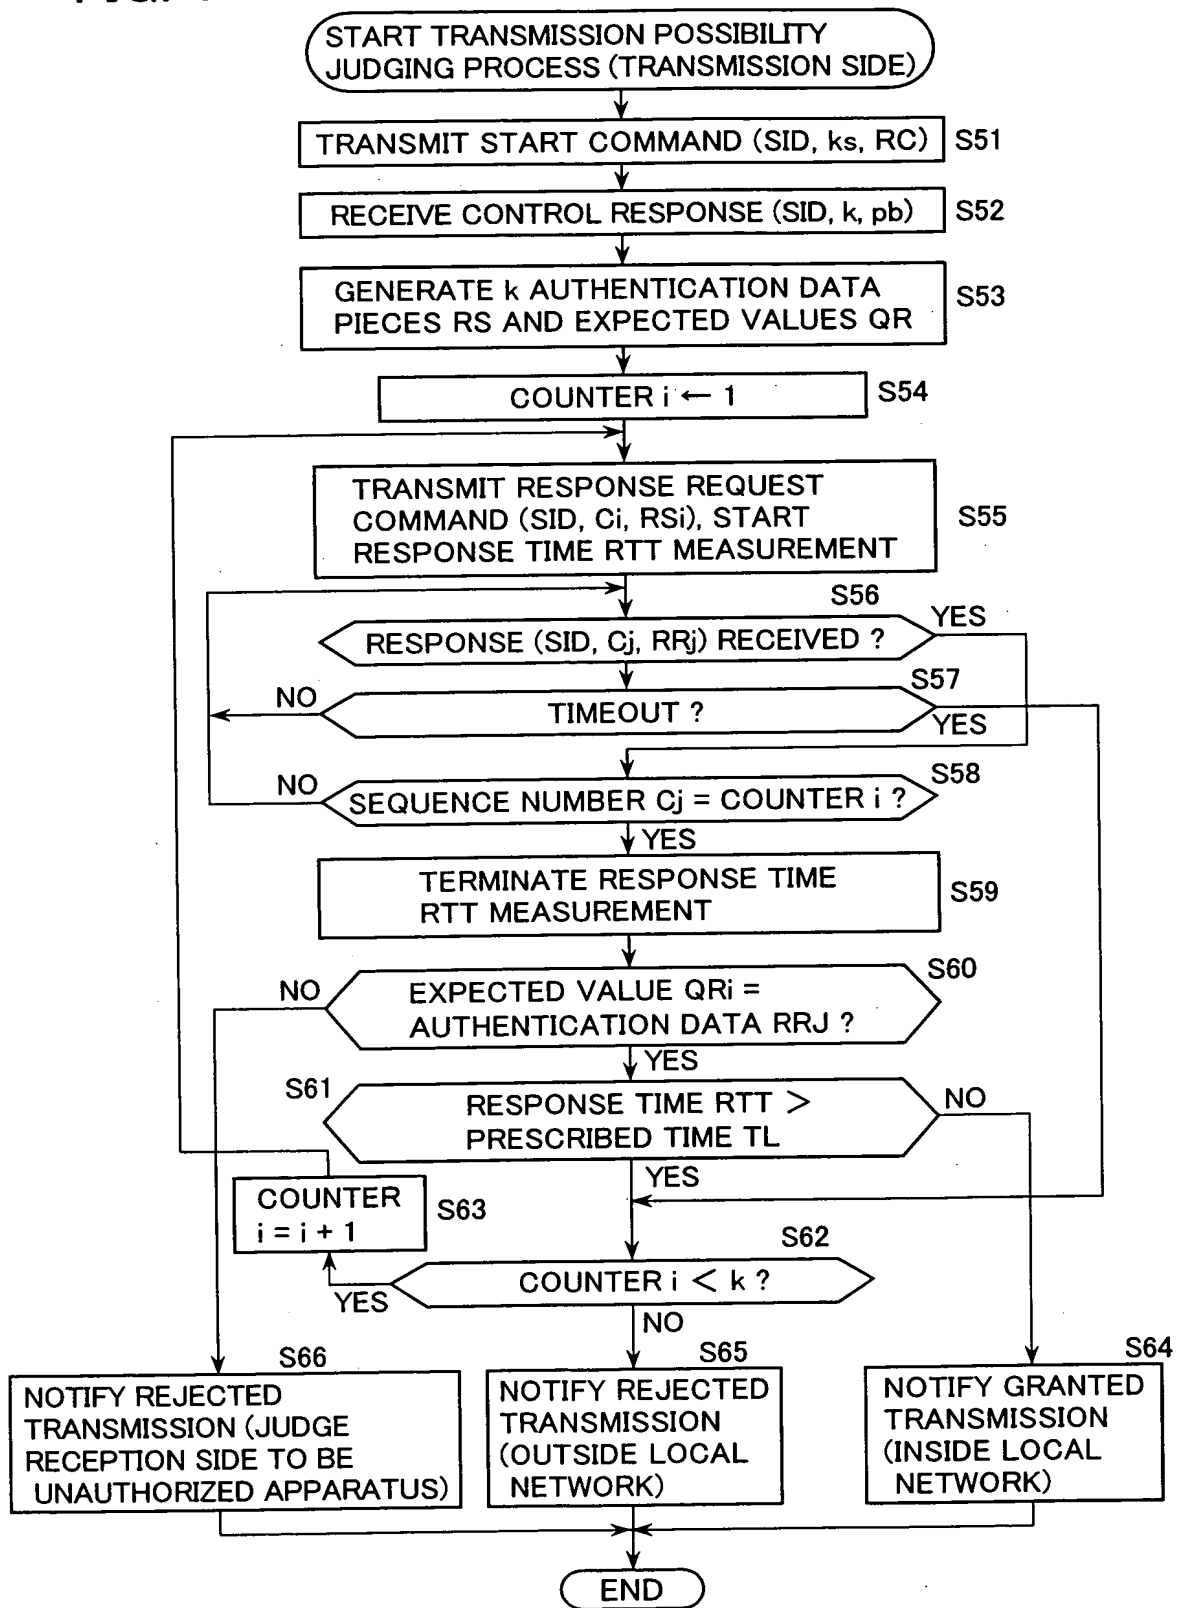 START TRANSMISSION POSSIBILITY
JUDGING PROCESS (TRANSMISSION SIDE)
TRANSMIT START COMMAND (SID, ks, RC)
S51
RECEIVE CONTROL RESPONSE (SID, k, pb)
S52
GENERATE k AUTHENTICATION DATA
PIECES RS AND EXPECTED VALUES QR
S53
COUNTER i ← 1
S54
TRANSMIT RESPONSE REQUEST
COMMAND (SID, Ci, RSi), START
RESPONSE TIME RTT MEASUREMENT
S55
S56
YES
RESPONSE (SID, Cj, RRj) RECEIVED ?
S57
NO
TIMEOUT ?
YES
S58
NO
SEQUENCE NUMBER Cj = COUNTER i ?
YES
TERMINATE RESPONSE TIME
RTT MEASUREMENT
S59
S60
NO
EXPECTED VALUE QRi =
AUTHENTICATION DATA RRJ ?
YES
S61
RESPONSE TIME RTT >
PRESCRIBED TIME TL
NO
YES
COUNTER
i = i + 1
S63
S62
COUNTER i < k ?
YES
NO
S66
NOTIFY REJECTED
TRANSMISSION (JUDGE
RECEPTION SIDE TO BE
UNAUTHORIZED APPARATUS)
S65
NOTIFY REJECTED
TRANSMISSION
(OUTSIDE LOCAL
NETWORK)
S64
NOTIFY GRANTED
TRANSMISSION
(INSIDE LOCAL
NETWORK)
END